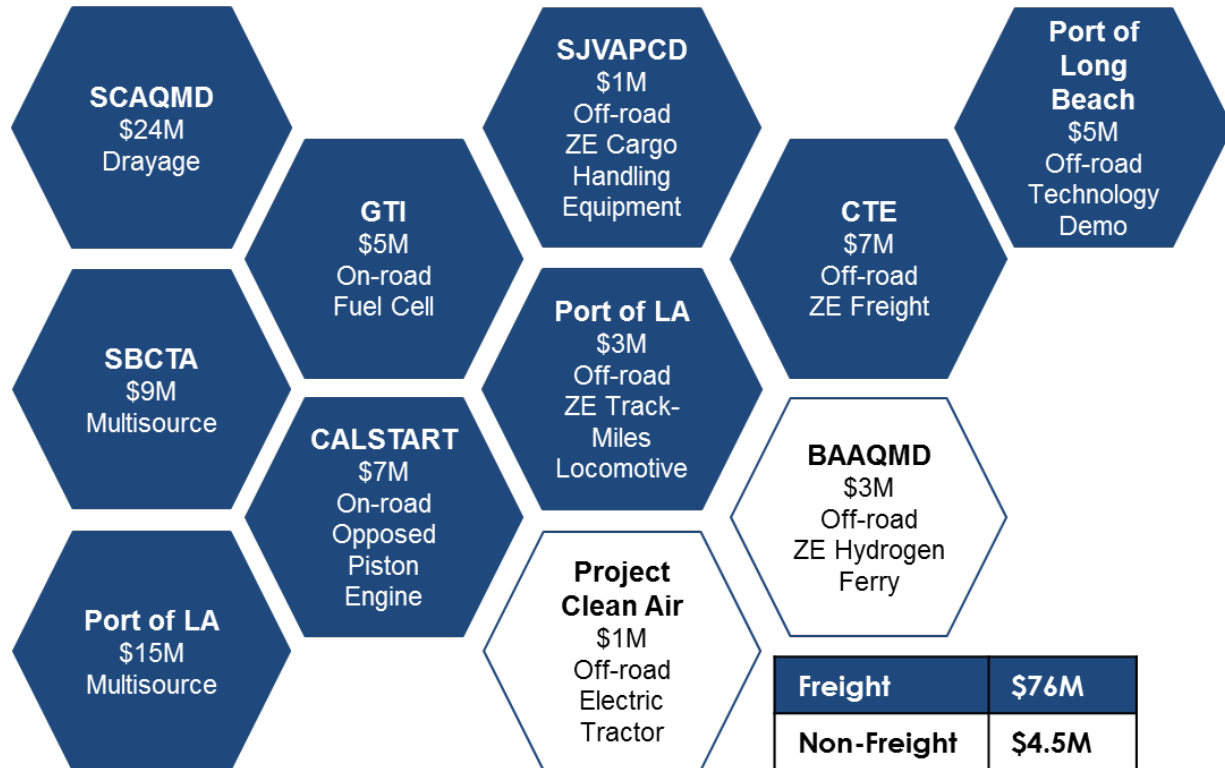 SCAQMD
$24M
Drayage
SBCTA
$9M
Multisource
Port of LA
$15M
Multisource
GTI
$5M
On-road
Fuel Cell
CALSTART
$7M
On-road
Opposed
Piston
Engine
SJVAPCD
$1M
Off-road
ZE Cargo
Handling
Equipment
Port of LA
$3M
Off-road
ZE Track-
Miles
Locomotive
Project
Clean Air
$1M
Off-road
Electric
Tractor
CTE
$7M
Off-road
ZE Freight
BAAQMD
$3M
Off-road
ZE Hydrogen
Ferry
Port of
Long
Beach
$5M
Off-road
Technology
Demo
Freight $76M
Non-Freight $4.5M